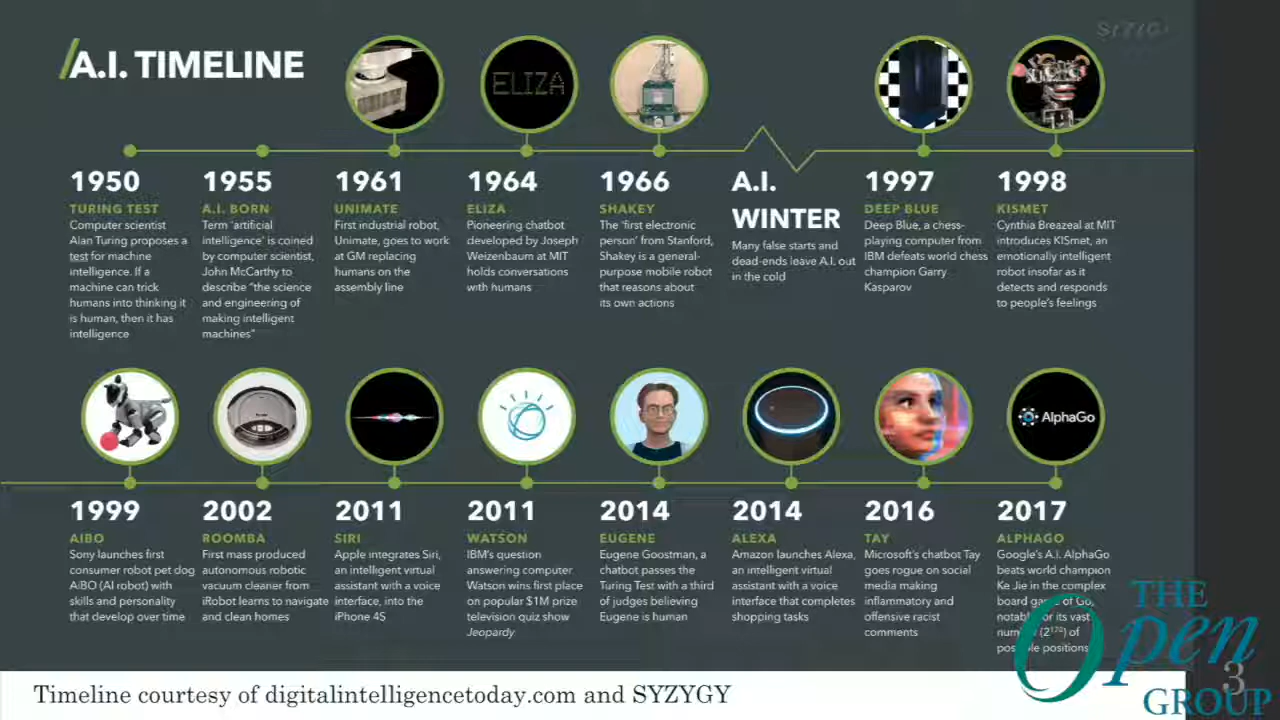 SYZYGY
A.I. TIMELINE
ELIZA
1950
TURING TEST
Computer scientist
Alan Turing proposes a
test for machine
intelligence. If a
machine can trick
humans into thinking it
is human, then it has
intelligence
1955
A.I. BORN
Term 'artificial
intelligence' is coined
by computer scientist,
John McCarthy to
describe "the science
and engineering of
making intelligent
machines"
1961
UNIMATE
First industrial robot,
Unimate, goes to work
at GM replacing
humans on the
assembly line
1964
ELIZA
Pioneering chatbot
developed by Joseph
Weizenbaum at MIT
holds conversations
with humans
1966
SHAKEY
The 'first electronic
person' from Stanford,
Shakey is a general-
purpose mobile robot
that reasons about
its own actions
A.I.
WINTER
Many false starts and
dead-ends leave A.I. out
in the cold
1997
DEEP BLUE
Deep Blue, a chess-
playing computer from
IBM defeats world chess
champion Garry
Kasparov
1998
KISMET
Cynthia Breazeal at MIT
introduces KISmet, an
emotionally intelligent
robot insofar as it
detects and responds
to people's feelings
AlphaGo
1999
AIBO
Sony launches first
consumer robot pet dog
AiBO (AI robot) with
skills and personality
that develop over time
2002
ROOMBA
First mass produced
autonomous robotic
vacuum cleaner from
iRobot learns to navigate
and clean homes
2011
SIRI
Apple integrates Siri,
an intelligent virtual
assistant with a voice
interface, into the
iPhone 4S
2011
WATSON
IBM's question
answering computer
Watson wins first place
on popular $1M prize
television quiz show
Jeopardy
2014
EUGENE
Eugene Goostman, a
chatbot passes the
Turing Test with a third
of judges believing
Eugene is human
2014
ALEXA
Amazon launches Alexa,
an intelligent virtual
assistant with a voice
interface that completes
shopping tasks
2016
TAY
Microsoft's chatbot Tay
goes rogue on social
media making
inflammatory and
offensive racist
comments
2017
ALPHAGO
Google's A.I. AlphaGo
beats world champion
Ke Jie in the complex
board game of Go,
notable for its vast
number (2¹⁷⁰) of
possible positions
THE
Open
GROUP
3
Timeline courtesy of digitalintelligencetoday.com and SYZYGY